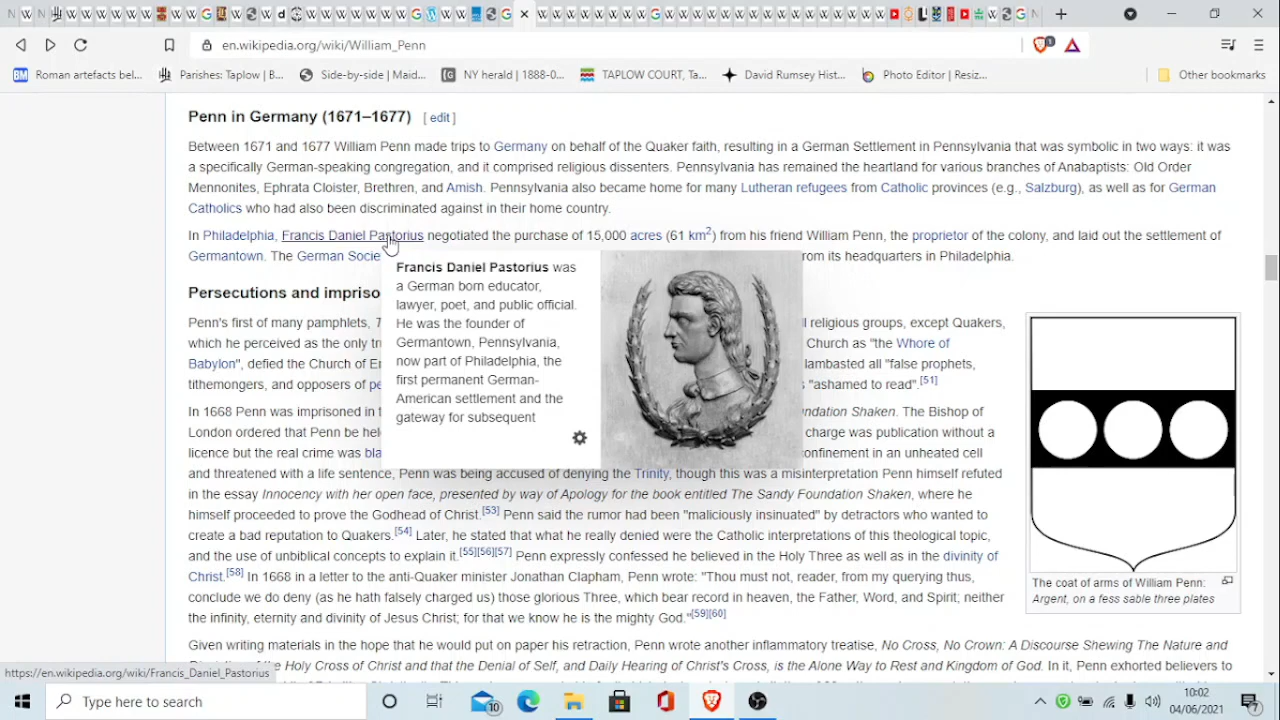 en.wikipedia.org/wiki/William_Penn
1
BM Roman artefacts bel...
Parishes: Taplow | B...
Side-by-side | Maid...
NY herald | 1888-0...
TAPLOW COURT, Ta...
David Rumsey Hist...
Photo Editor | Resiz...
Other bookmarks
Penn in Germany (1671–1677) [ edit ]
Between 1671 and 1677 William Penn made trips to Germany on behalf of the Quaker faith, resulting in a German Settlement in Pennsylvania that was symbolic in two ways: it was
a specifically German-speaking congregation, and it comprised religious dissenters. Pennsylvania has remained the heartland for various branches of Anabaptists: Old Order
Mennonites, Ephrata Cloister, Brethren, and Amish. Pennsylvania also became home for many Lutheran refugees from Catholic provinces (e.g., Salzburg), as well as for German
Catholics who had also been discriminated against in their home country.
In Philadelphia, Francis Daniel Pastorius negotiated the purchase of 15,000 acres (61 km2) from his friend William Penn, the proprietor of the colony, and laid out the settlement of
Germantown. The German Socie
rom its headquarters in Philadelphia.
Francis Daniel Pastorius was
a German born educator,
lawyer, poet, and public official.
He was the founder of
Germantown, Pennsylvania,
now part of Philadelphia, the
first permanent German-
American settlement and the
gateway for subsequent
Persecutions and impriso
Penn's first of many pamphlets,
l religious groups, except Quakers,
which he perceived as the only tr
Church as "the Whore of
Babylon", defied the Church of E
lambasted all "false prophets,
tithemongers, and opposers of pe
s "ashamed to read".[51]
In 1668 Penn was imprisoned in t
ndation Shaken. The Bishop of
London ordered that Penn be hel
charge was publication without a
licence but the real crime was bla
onfinement in an unheated cell
and threatened with a life sentence, Penn was being accused of denying the Trinity, though this was a misinterpretation Penn himself refuted
in the essay Innocency with her open face, presented by way of Apology for the book entitled The Sandy Foundation Shaken, where he
himself proceeded to prove the Godhead of Christ.[53] Penn said the rumor had been "maliciously insinuated" by detractors who wanted to
create a bad reputation to Quakers.[54] Later, he stated that what he really denied were the Catholic interpretations of this theological topic,
and the use of unbiblical concepts to explain it.[55][56][57] Penn expressly confessed he believed in the Holy Three as well as in the divinity of
Christ.[58] In 1668 in a letter to the anti-Quaker minister Jonathan Clapham, Penn wrote: "Thou must not, reader, from my querying thus,
conclude we do deny (as he hath falsely charged us) those glorious Three, which bear record in heaven, the Father, Word, and Spirit; neither
the infinity, eternity and divinity of Jesus Christ; for that we know he is the mighty God."[59][60]
The coat of arms of William Penn:
Argent, on a fess sable three plates
Given writing materials in the hope that he would put on paper his retraction, Penn wrote another inflammatory treatise, No Cross, No Crown: A Discourse Shewing The Nature and
Holy Cross of Christ and that the Denial of Self, and Daily Hearing of Christ's Cross, is the Alone Way to Rest and Kingdom of God. In it, Penn exhorted believers to
https://en.wikipedia.org/wiki/Francis_Daniel_Pastorius
Type here to search
10
10:02
04/06/2021
7